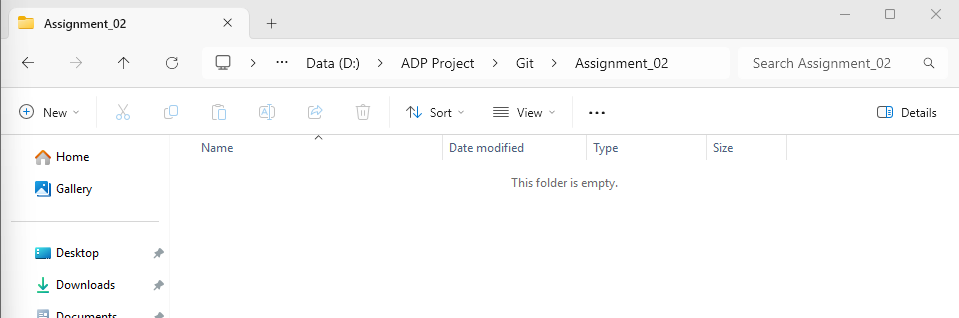 Assignment_02
Data (D:) ADP Project Git Assignment_02 Search Assignment_02
New Sort View Details
Name Date modified Type Size
Home
This folder is empty.
Gallery
Desktop
Downloads
Documents